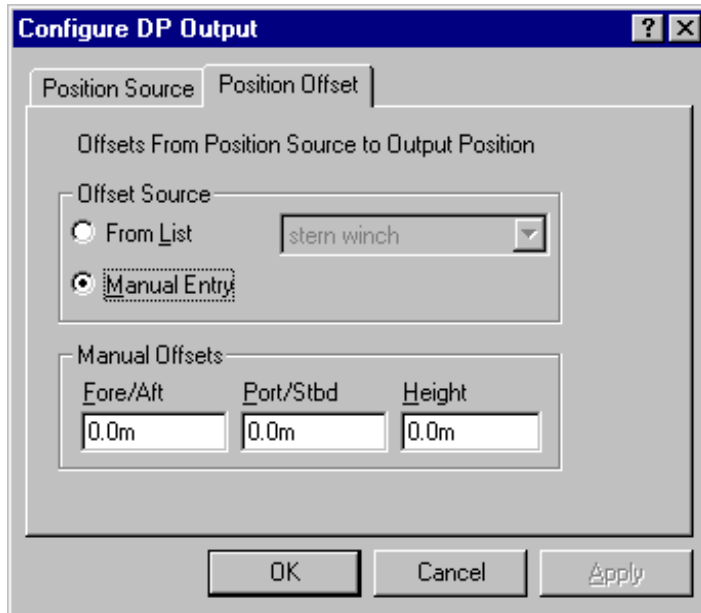 Configure DP Output
Position Source Position Offset
Offsets From Position Source to Output Position
Offset Source
From List stern winch
Manual Entry
Manual Offsets
Fore/Aft Port/Stbd Height
0.0m 0.0m 0.0m
OK Cancel Apply